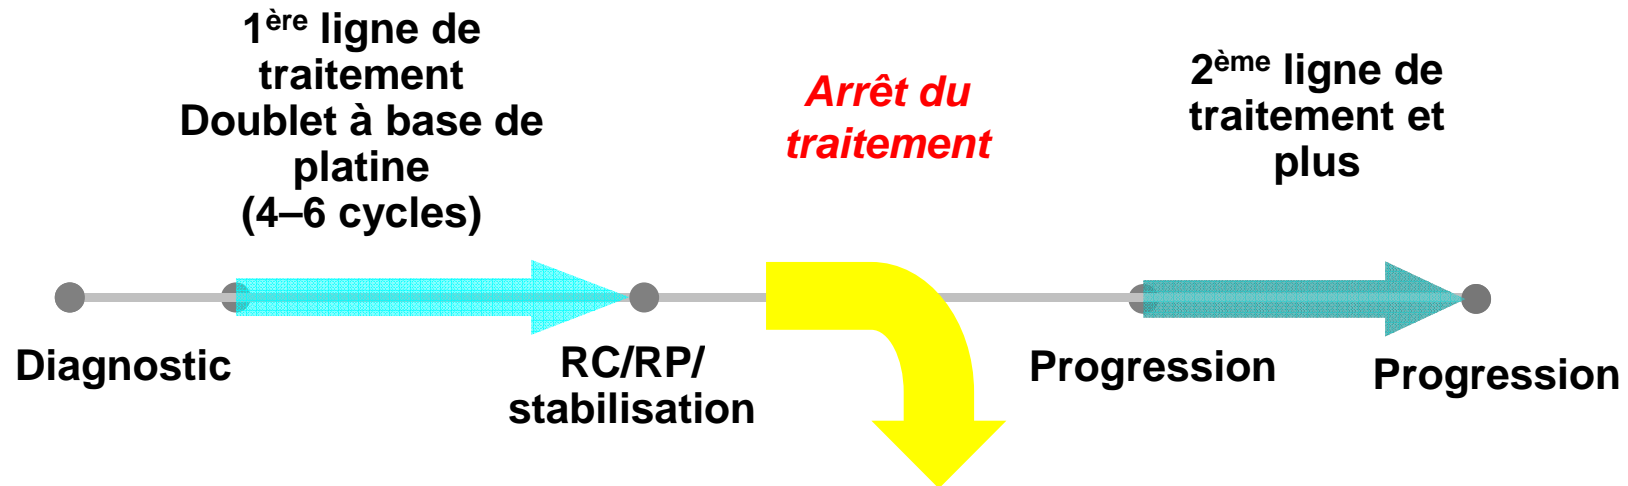 1ère ligne de
traitement
Doublet à base de
platine
(4–6 cycles)
Arrêt du
traitement
2ème ligne de
traitement et
plus
Diagnostic
RC/RP/
stabilisation
Progression
Progression